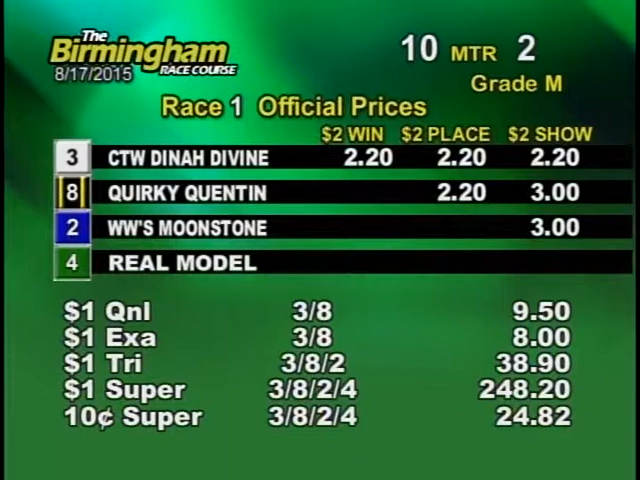 The
Birmingham
RACE COURSE
8/17/2015
10 MTR 2
Grade M
Race 1 Official Prices
$2 WIN $2 PLACE $2 SHOW
3 CTW DINAH DIVINE 2.20 2.20 2.20
8 QUIRKY QUENTIN 2.20 3.00
2 WW'S MOONSTONE 3.00
4 REAL MODEL
$1 Qnl 3/8 9.50
$1 Exa 3/8 8.00
$1 Tri 3/8/2 38.90
$1 Super 3/8/2/4 248.20
10¢ Super 3/8/2/4 24.82